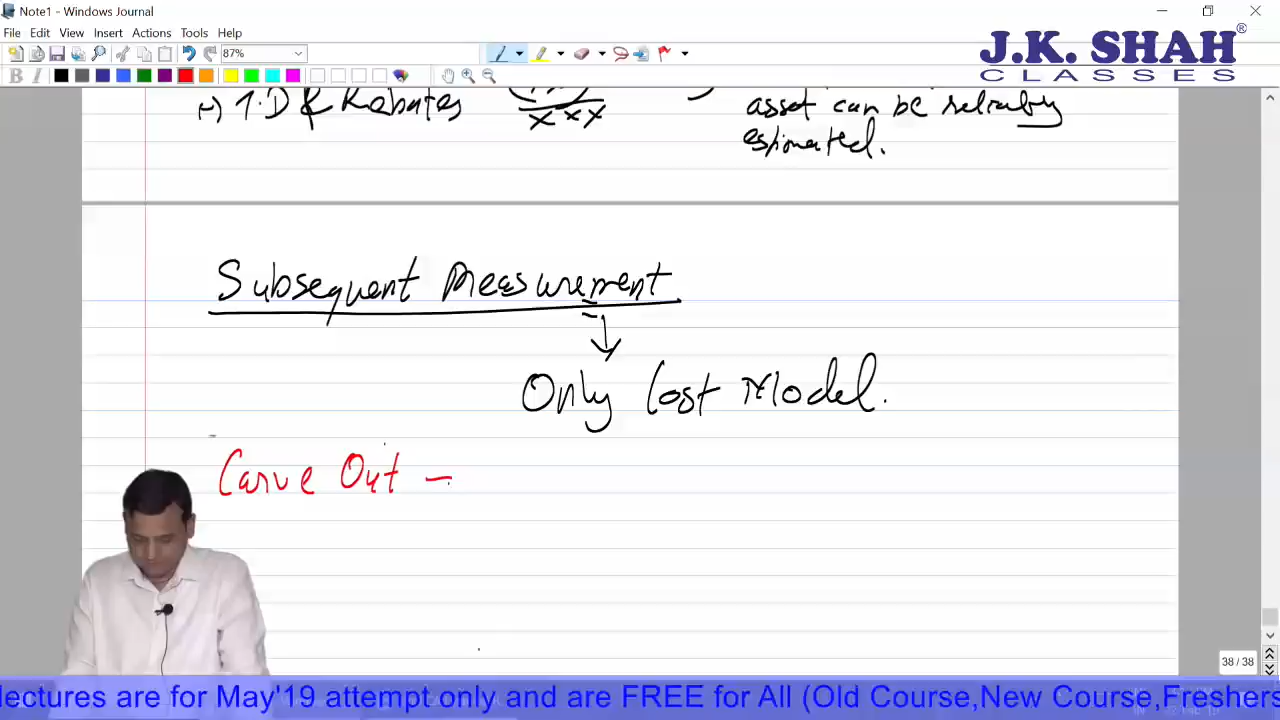 Note1 - Windows Journal
File Edit View Insert Actions Tools Help
87%
J.K. SHAH®
CLASSES
(-) T.D & Rebates
xxx
asset can be reliably
estimated.
Subsequent Measurement
Only Cost Model.
Carve Out -
38 / 38
lectures are for May'19 attempt only and are FREE for All (Old Course,New Course,Freshers